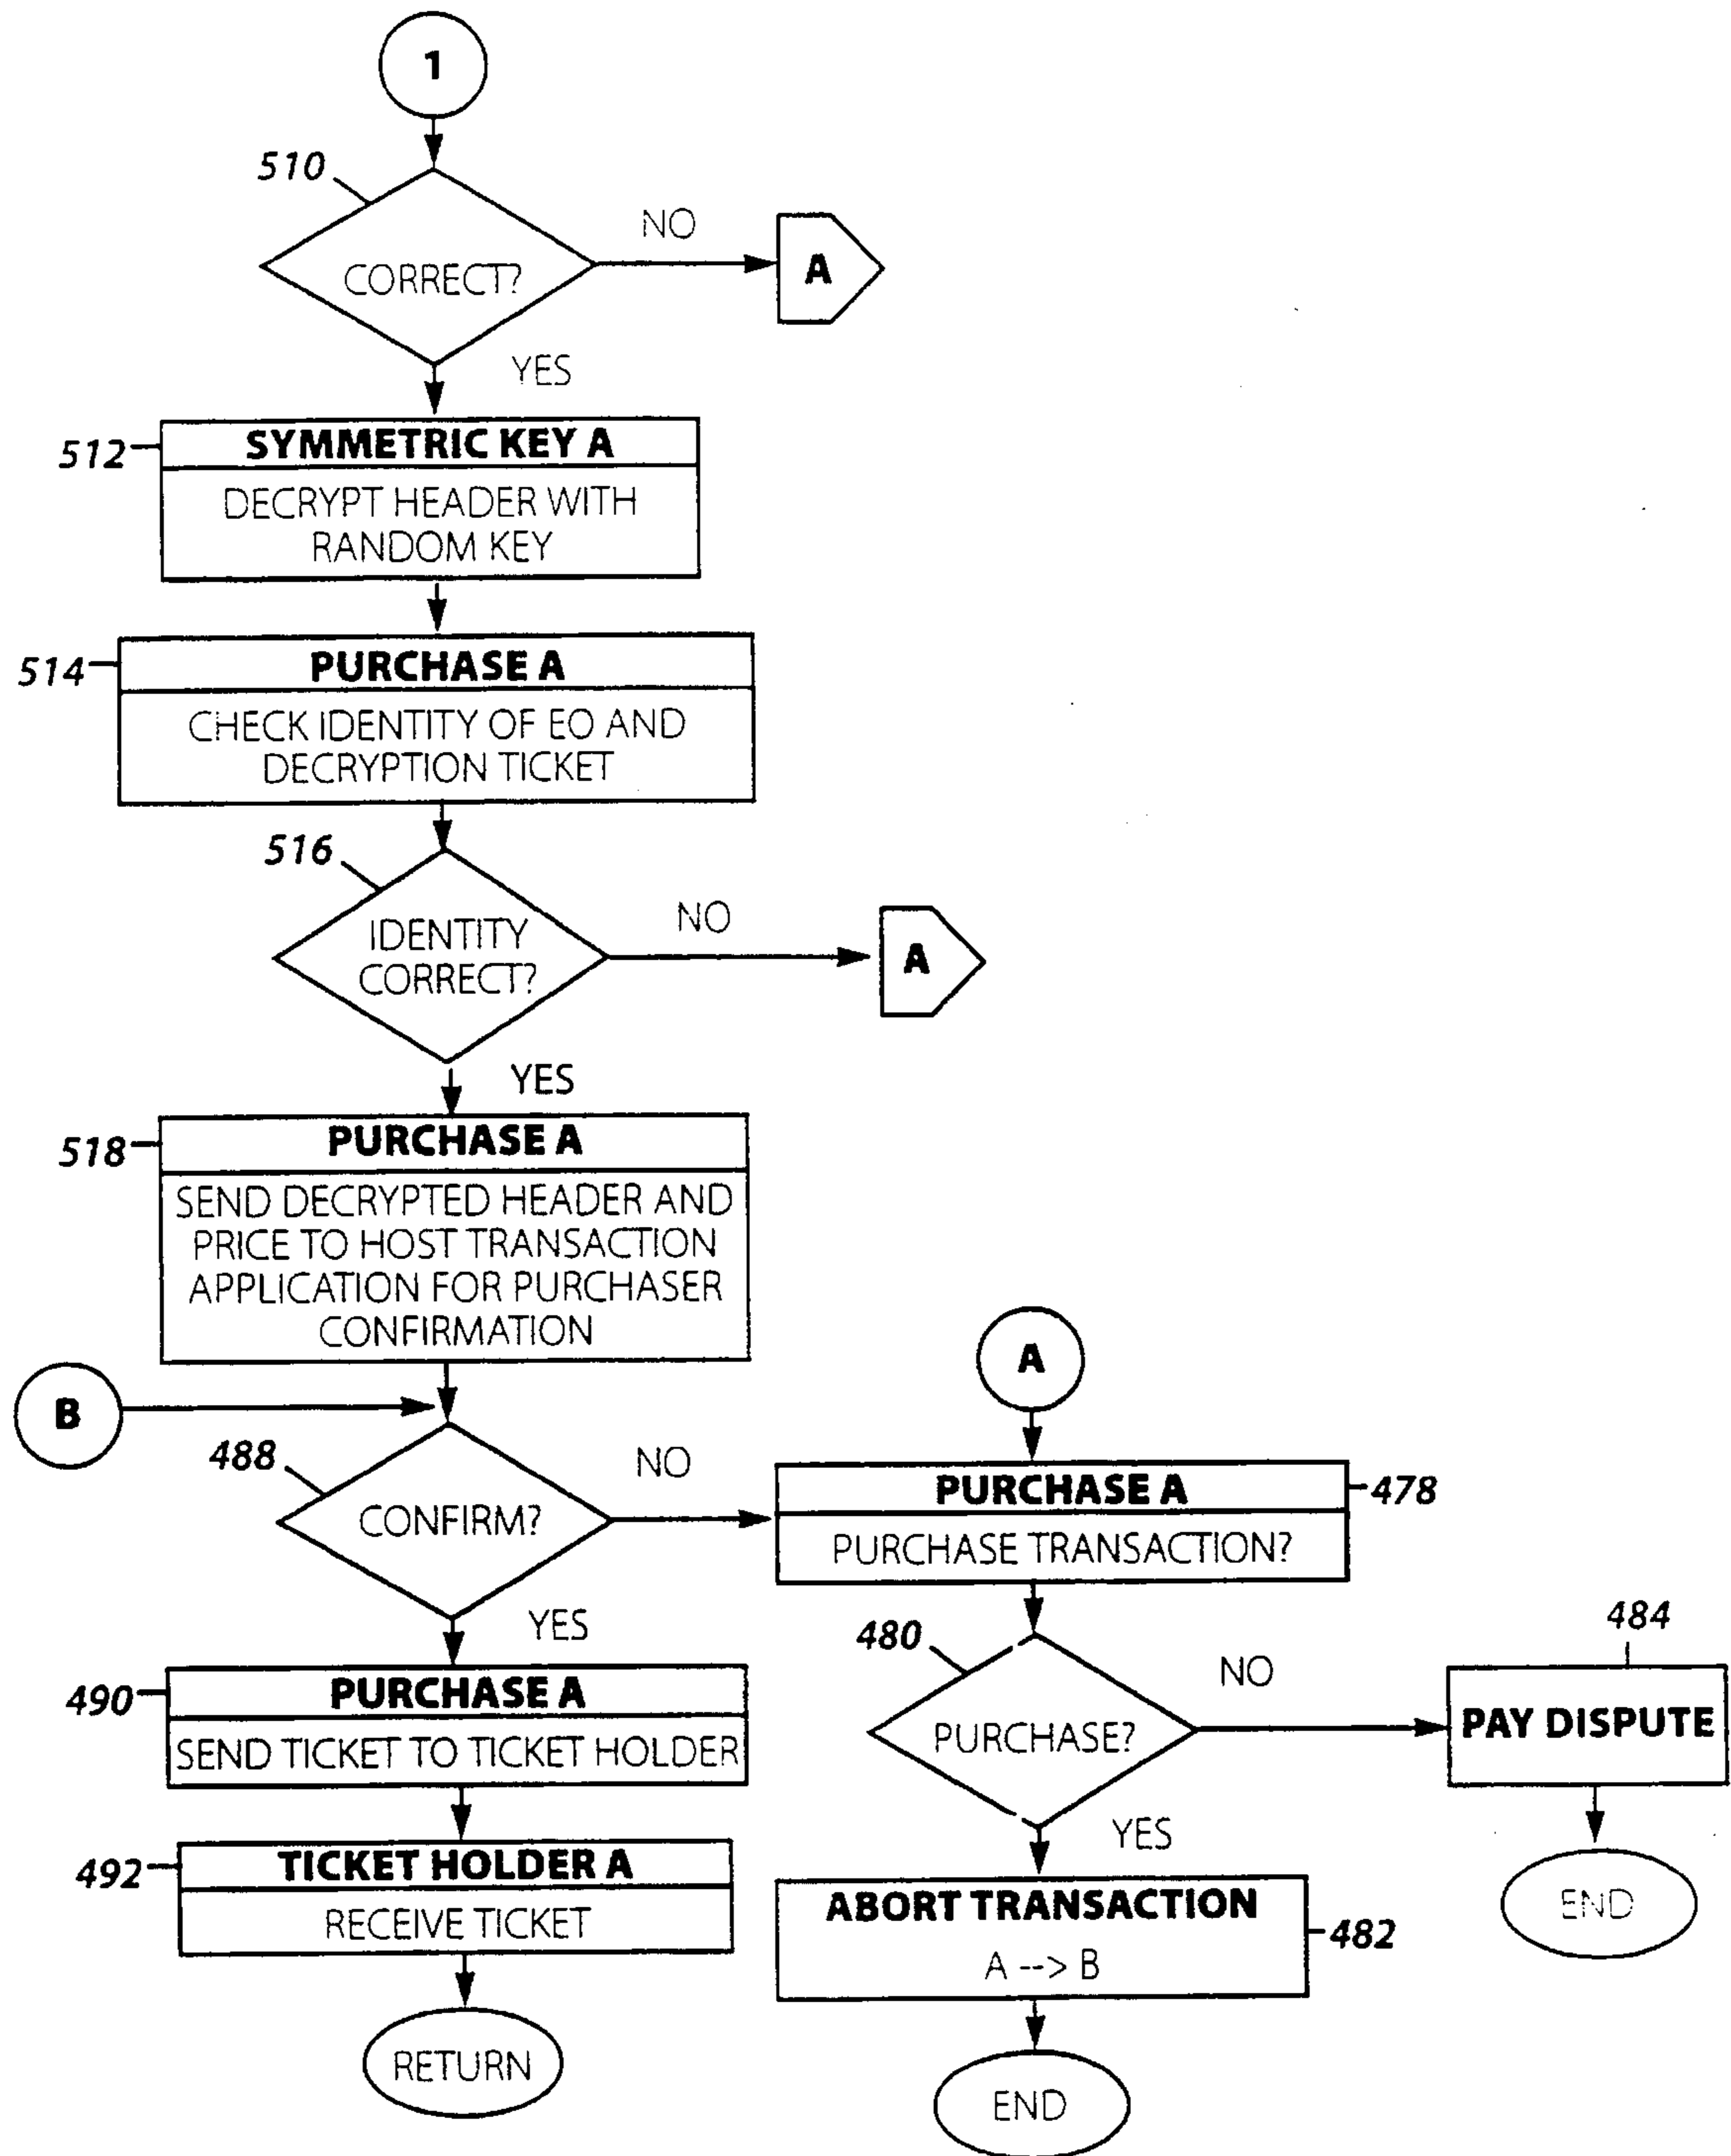 1
510
CORRECT?
NO
A
YES
512
SYMMETRIC KEY A
DECRYPT HEADER WITH
RANDOM KEY
514
PURCHASE A
CHECK IDENTITY OF EO AND
DECRYPTION TICKET
516
IDENTITY
CORRECT?
NO
A
YES
518
PURCHASE A
SEND DECRYPTED HEADER AND
PRICE TO HOST TRANSACTION
APPLICATION FOR PURCHASER
CONFIRMATION
B
488
CONFIRM?
NO
YES
490
PURCHASE A
SEND TICKET TO TICKET HOLDER
492
TICKET HOLDER A
RECEIVE TICKET
RETURN
A
PURCHASE A
478
PURCHASE TRANSACTION?
480
PURCHASE?
NO
YES
484
PAY DISPUTE
END
ABORT TRANSACTION
482
A --> B
END